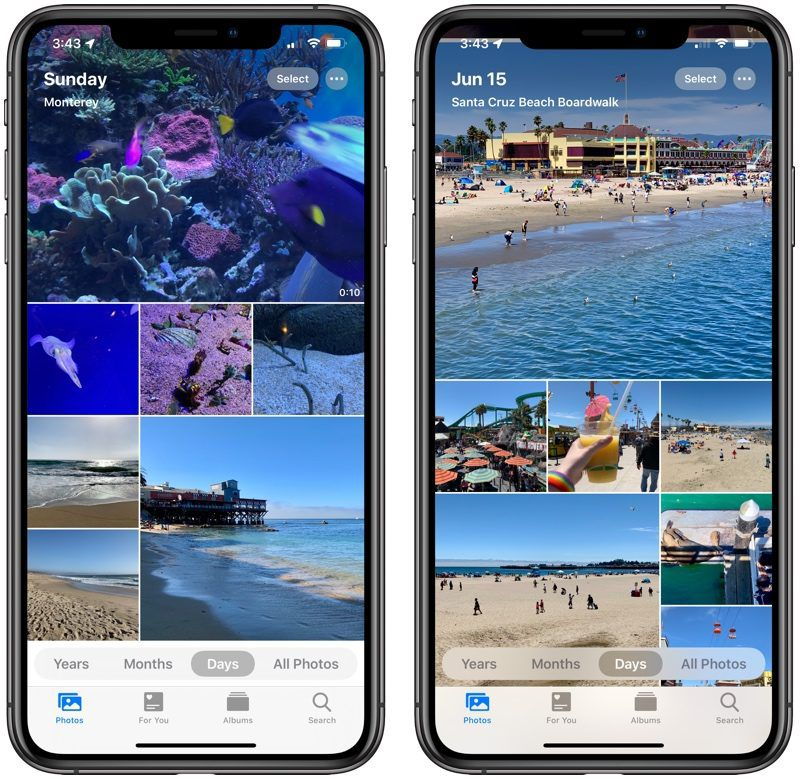 3:43
Sunday
Select
Monterey
0:10
Years
Months
Days
All Photos
Photos
For You
Albums
Search
3:43
Jun 15
Select
Santa Cruz Beach Boardwalk
Years
Months
Days
All Photos
Photos
For You
Albums
Search